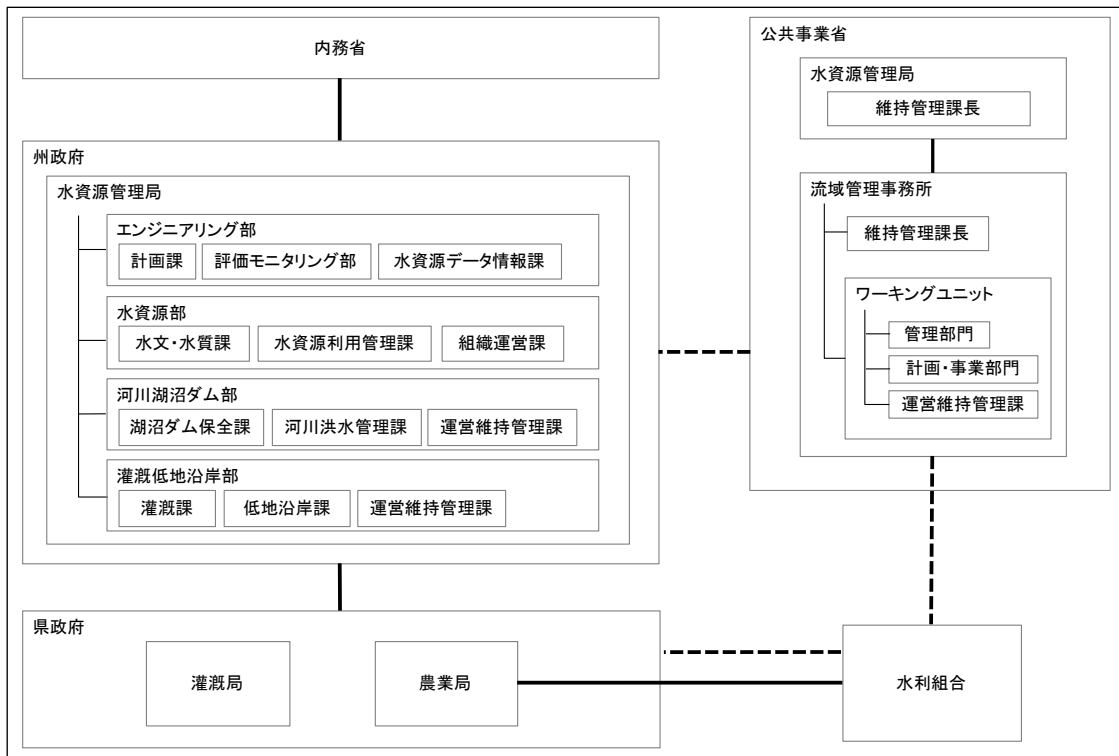 内務省
州政府
水資源管理局
エンジニアリング部
計画課
評価モニタリング部
水資源データ情報課
水資源部
水文・水質課
水資源利用管理課
組織運営課
河川湖沼ダム部
湖沼ダム保全課
河川洪水管理課
運営維持管理課
灌漑低地沿岸部
灌漑課
低地沿岸課
運営維持管理課
県政府
灌漑局
農業局
公共事業省
水資源管理局
維持管理課長
流域管理事務所
維持管理課長
ワーキングユニット
管理部門
計画・事業部門
運営維持管理課
水利組合